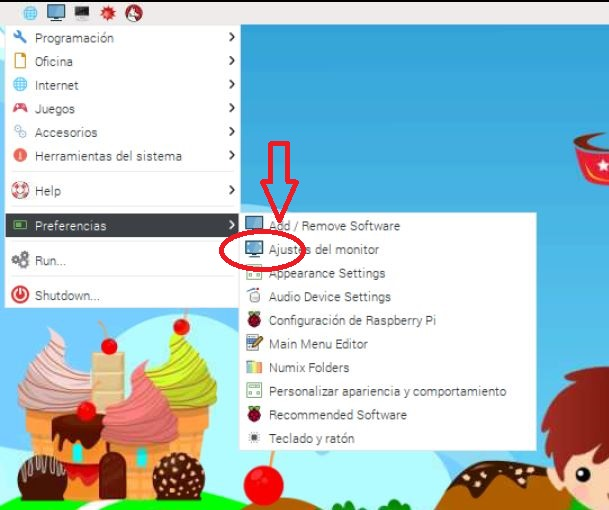 Programación
Oficina
Internet
Juegos
Accesorios
Herramientas del sistema
Help
Preferencias
Run...
Shutdown...
Add / Remove Software
Ajustes del monitor
Appearance Settings
Audio Device Settings
Configuración de Raspberry Pi
Main Menu Editor
Numix Folders
Personalizar apariencia y comportamiento
Recommended Software
Teclado y ratón